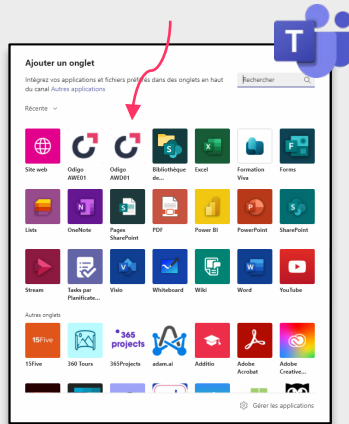 T
Ajouter un onglet
Intégrez vos applications et fichiers préférés dans des onglets en haut
du canal Autres applications
Rechercher
Récente
Site web
Odigo
AWE01
Odigo
AWD01
Bibliothèque
de...
Excel
Formation
Viva
Forms
Lists
OneNote
Pages
SharePoint
PDF
Power BI
PowerPoint
SharePoint
Stream
Tasks par
Planificate...
Visio
Whiteboard
Wiki
Word
YouTube
Autres onglets
15Five
365
projects
15Five
360 Tours
365Projects
adam.ai
Additio
Adobe
Acrobat
Adobe
Creative...
Gérer les applications